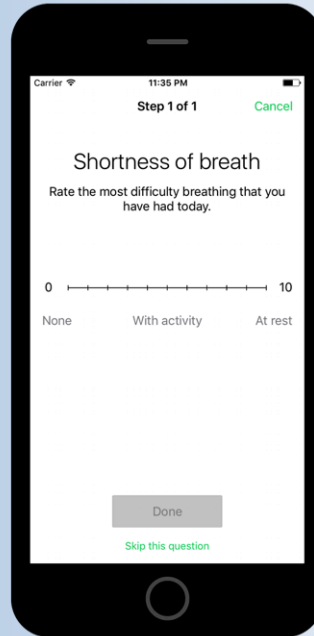 Carrier 11:35 PM
Step 1 of 1 Cancel
Shortness of breath
Rate the most difficulty breathing that you
have had today.
0 10
None With activity At rest
Done
Skip this question